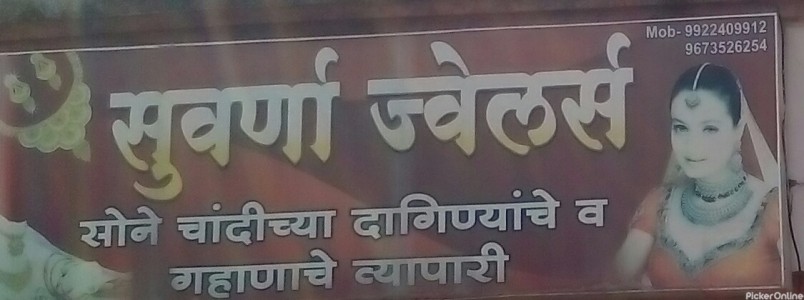 Mob- 9922409912
9673526254
सुवर्णा ज्वेलर्स
सोने चांदीच्या दागिण्यांचे व
गहाणाचे व्यापारी
PickerOnline